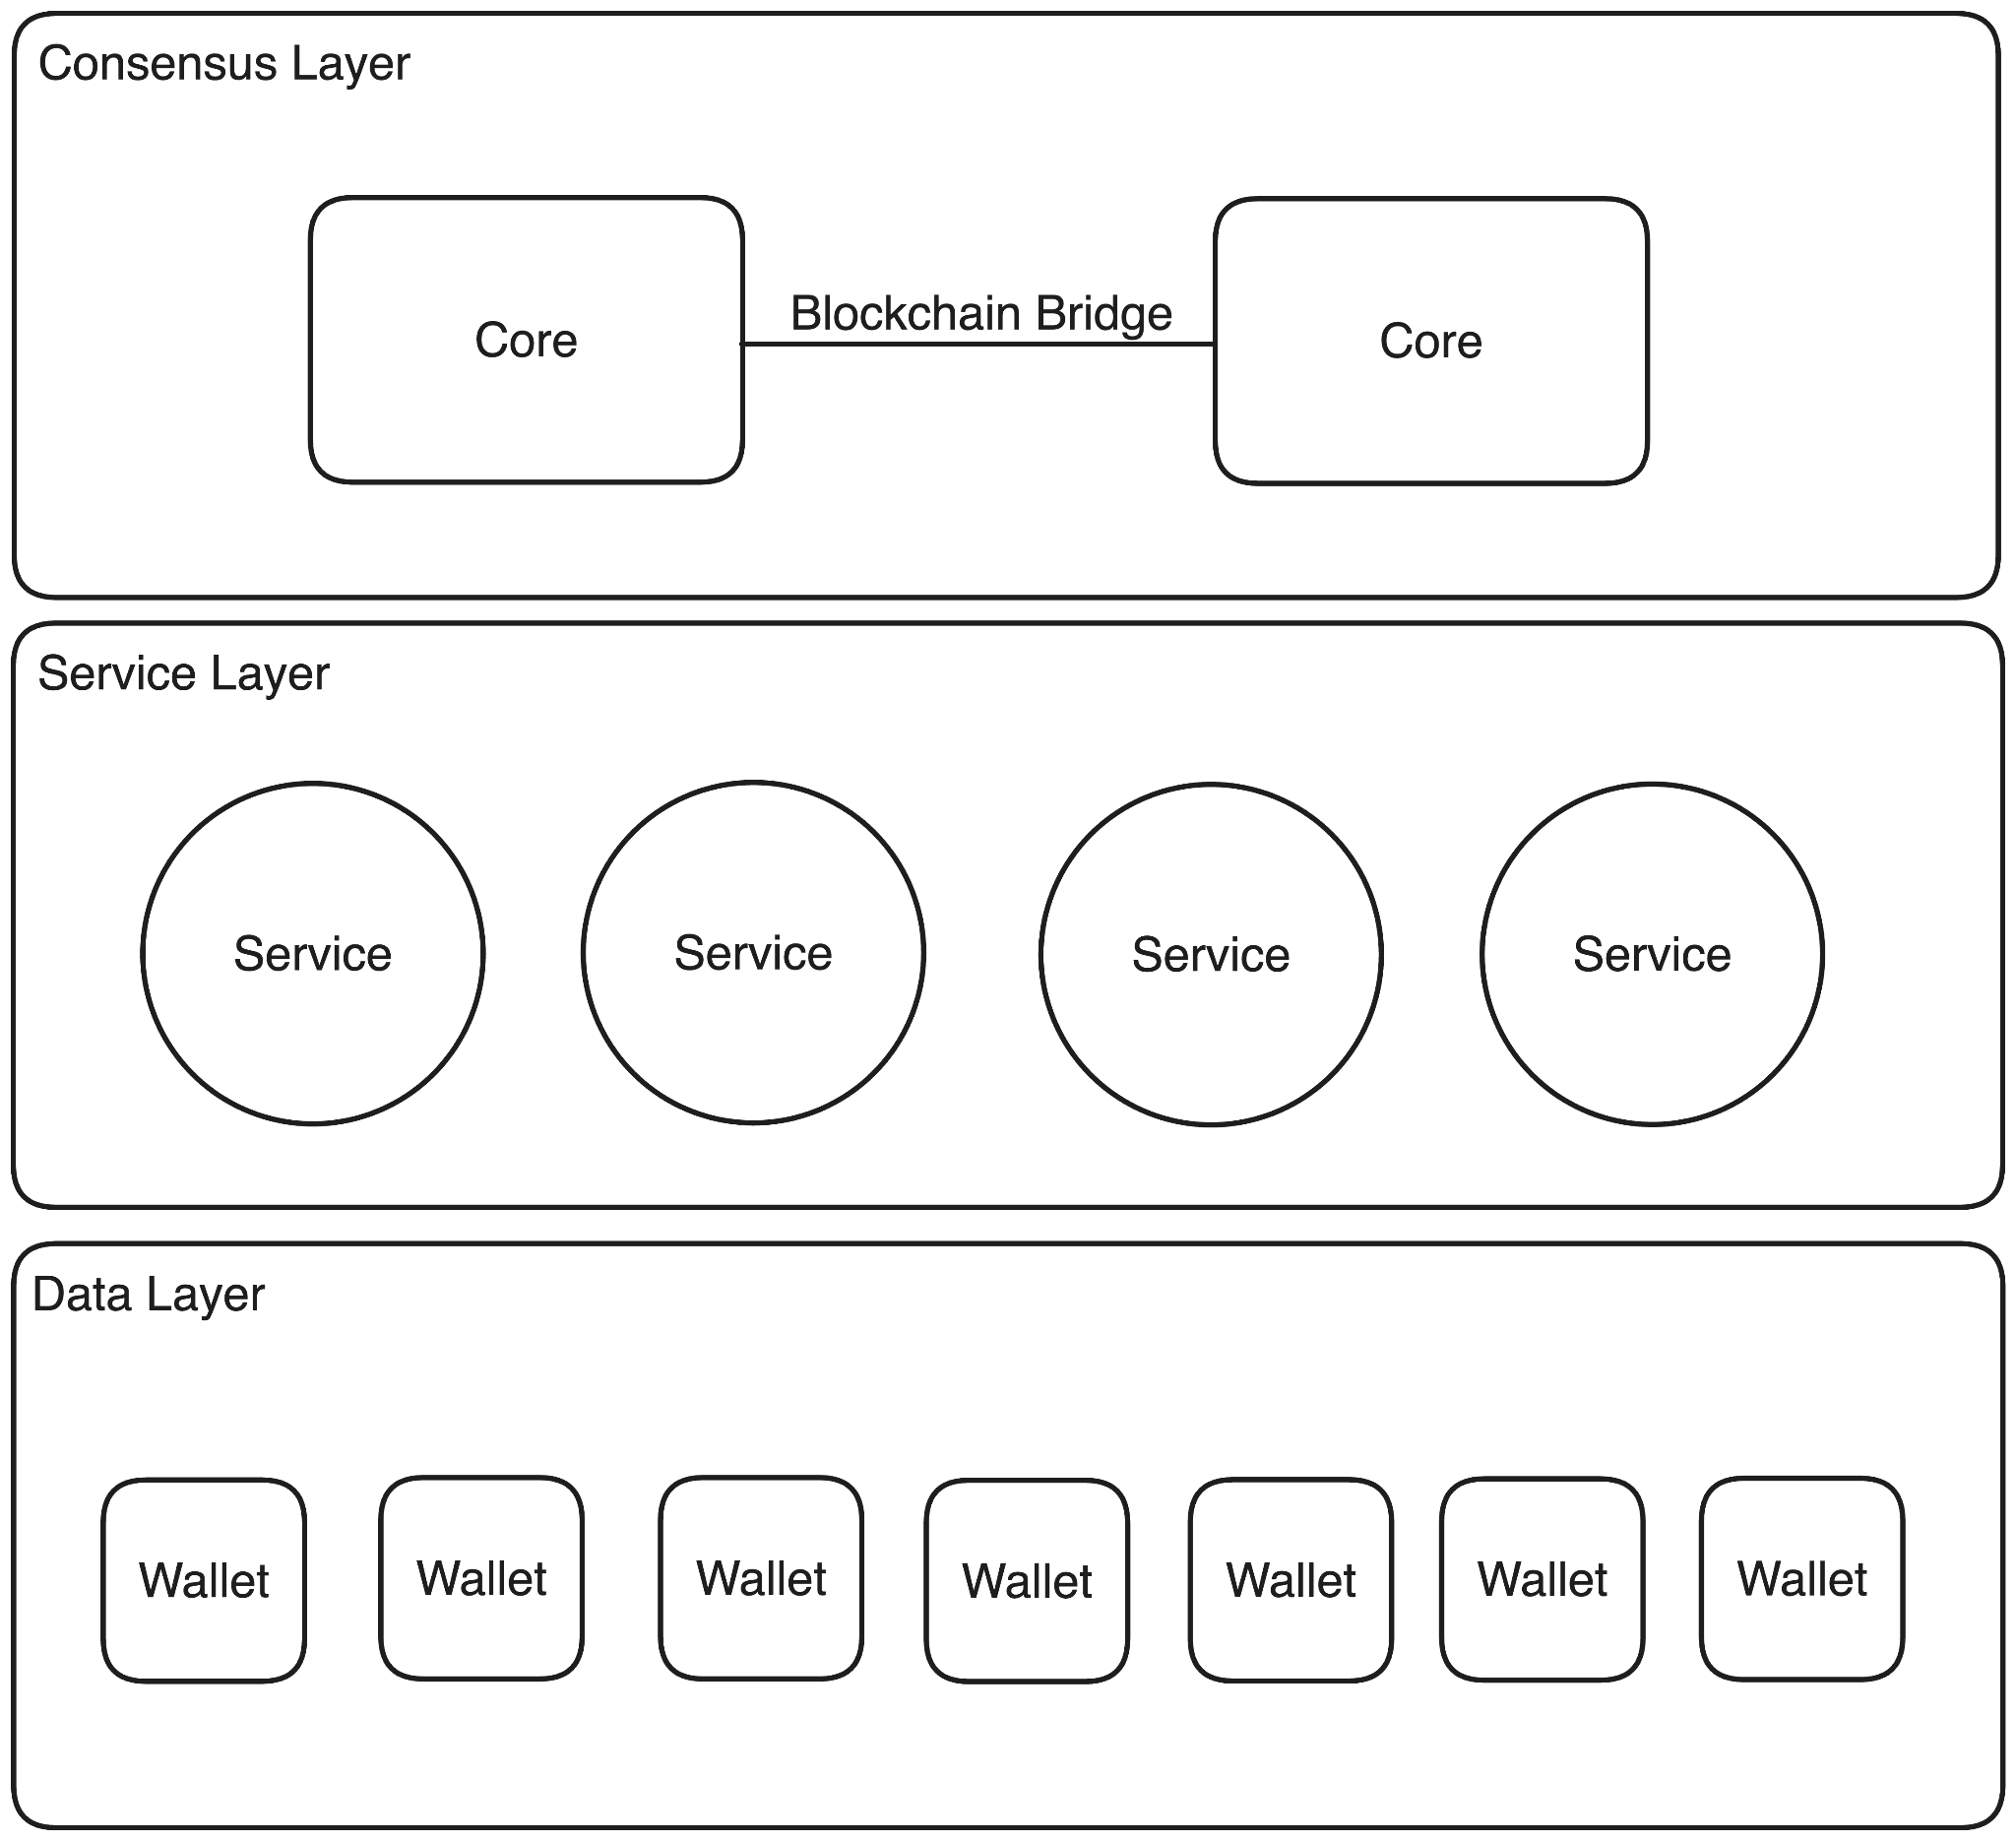 Consensus Layer
Core
Blockchain Bridge
Core
Service Layer
Service
Service
Service
Service
Data Layer
Wallet
Wallet
Wallet
Wallet
Wallet
Wallet
Wallet